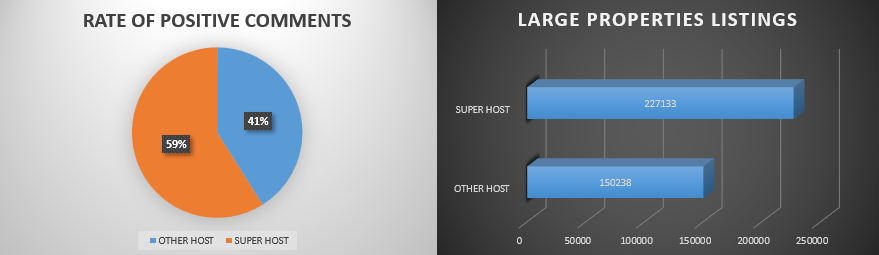 RATE OF POSITIVE COMMENTS
41%
59%
OTHER HOST SUPER HOST
LARGE PROPERTIES LISTINGS
SUPER HOST 227133
OTHER HOST 150238
0 50000 100000 150000 200000 250000